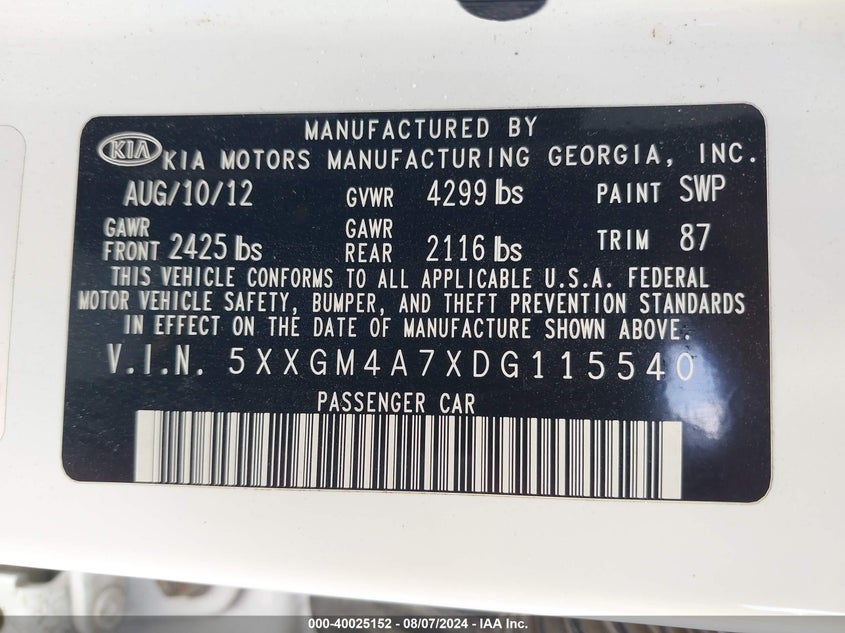 MANUFACTURED BY
KIA KIA MOTORS MANUFACTURING GEORGIA, INC.
AUG/10/12 GVWR 4299 lbs PAINT SWP
GAWR FRONT 2425 lbs GAWR REAR 2116 lbs TRIM 87
THIS VEHICLE CONFORMS TO ALL APPLICABLE U.S.A. FEDERAL
MOTOR VEHICLE SAFETY, BUMPER, AND THEFT PREVENTION STANDARDS
IN EFFECT ON THE DATE OF MANUFACTURE SHOWN ABOVE.
V.I.N. 5XXGM4A7XDG115540
PASSENGER CAR
000-40025152 - 08/07/2024 - IAA Inc.